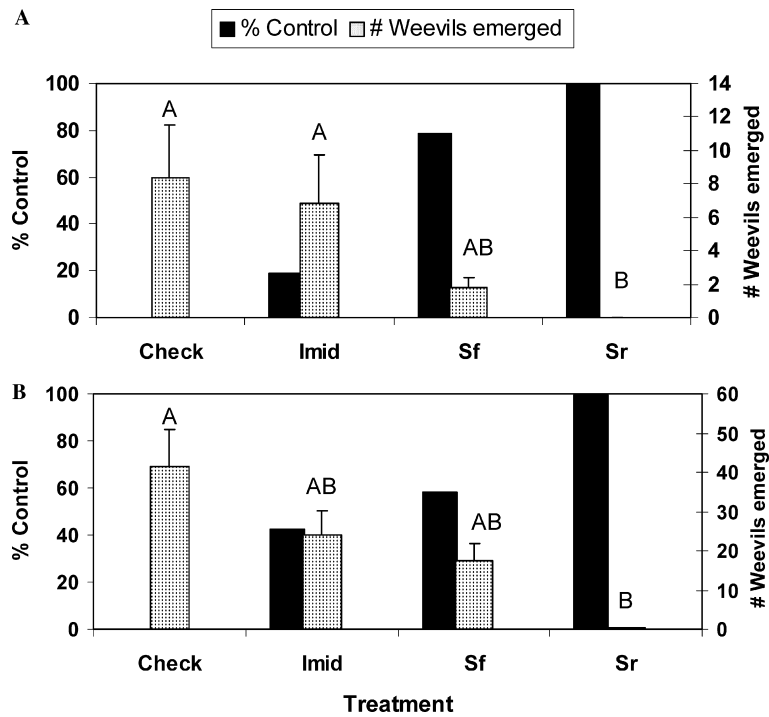 A
% Control # Weevils emerged
100
80
60
40
20
0
% Control
14
12
10
8
6
4
2
0
# Weevils emerged
A
A
AB
B
Check Imid Sf Sr
B
100
80
60
40
20
0
% Control
60
50
40
30
20
10
0
# Weevils emerged
A
AB
AB
B
Check Imid Sf Sr
Treatment